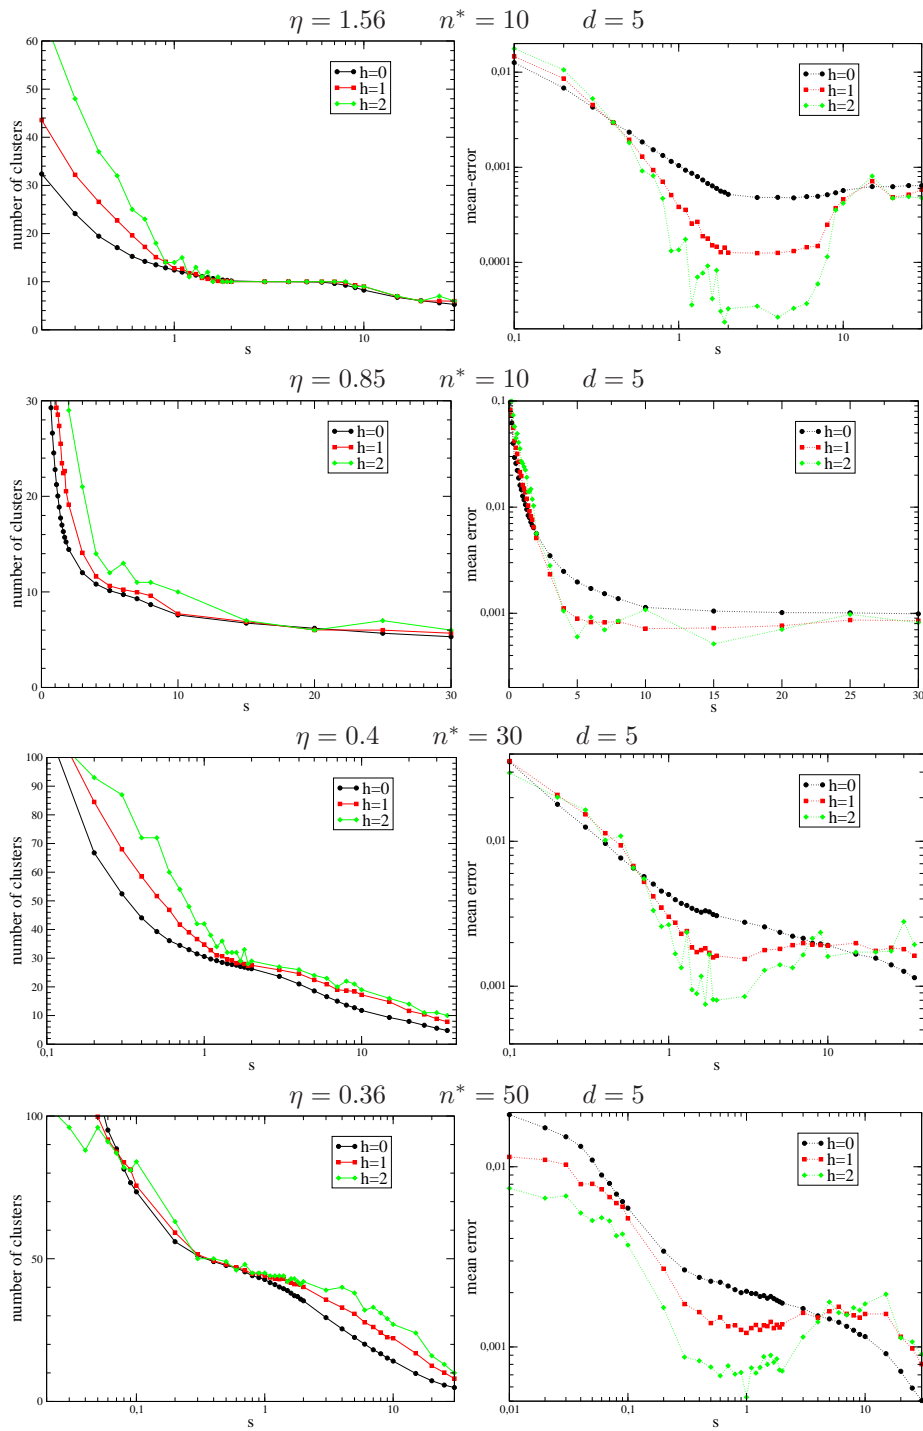 η = 1.56 n* = 10 d = 5
number of clusters
60
50
40
30
20
10
0
1
10
s
h=0
h=1
h=2
mean-error
0.01
0.001
0.0001
0.1
1
10
s
h=0
h=1
h=2
η = 0.85 n* = 10 d = 5
number of clusters
30
20
10
0
0
10
20
30
s
h=0
h=1
h=2
mean error
0.1
0.01
0.001
0
5
10
15
20
25
30
s
h=0
h=1
h=2
η = 0.4 n* = 30 d = 5
number of clusters
100
90
80
70
60
50
40
30
20
10
0
0,1
1
10
s
h=0
h=1
h=2
mean error
0,01
0,001
0,1
1
10
s
h=0
h=1
h=2
η = 0.36 n* = 50 d = 5
number of clusters
100
50
0
0,1
1
10
s
h=0
h=1
h=2
mean error
0,01
0,001
0,01
0,1
1
10
s
h=0
h=1
h=2